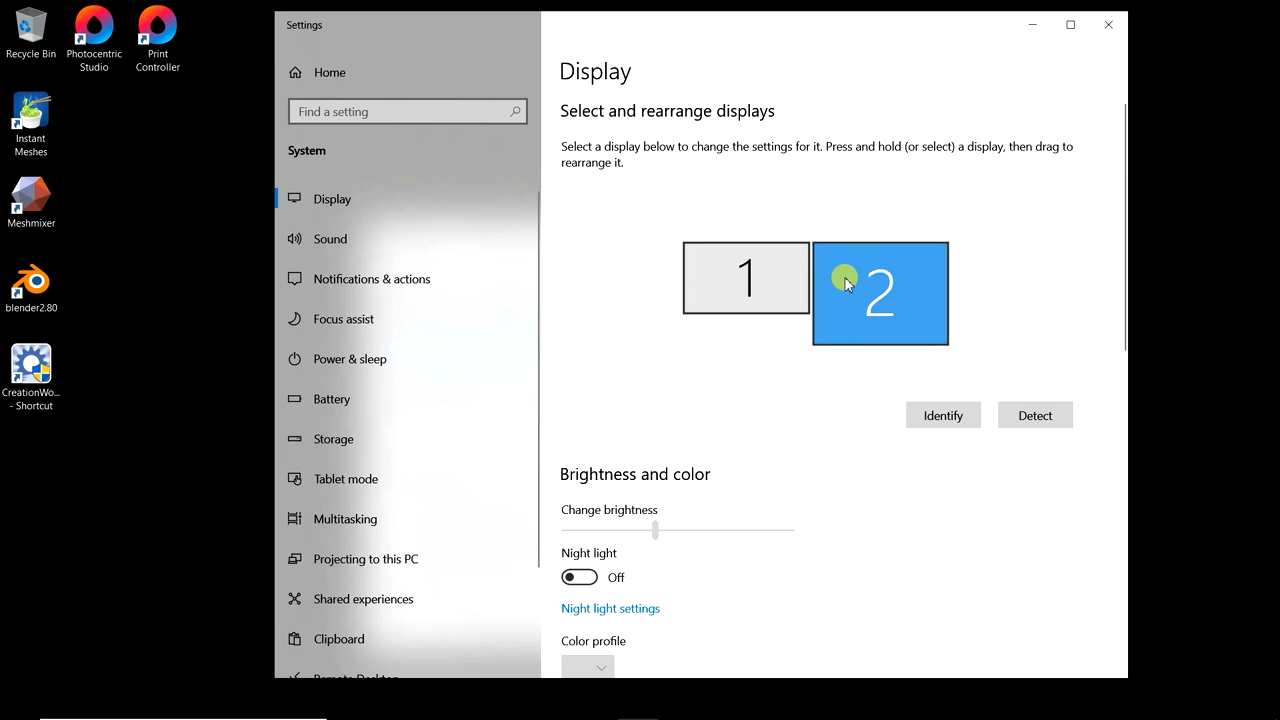 Recycle Bin
Photocentric
Studio
Print
Controller
Instant
Meshes
Meshmixer
blender2.80
CreationWo...
- Shortcut
Settings
Home
Find a setting
System
Display
Sound
Notifications & actions
Focus assist
Power & sleep
Battery
Storage
Tablet mode
Multitasking
Projecting to this PC
Shared experiences
Clipboard
Remote Desktop
Display
Select and rearrange displays
Select a display below to change the settings for it. Press and hold (or select) a display, then drag to
rearrange it.
1
2
Identify
Detect
Brightness and color
Change brightness
Night light
Off
Night light settings
Color profile